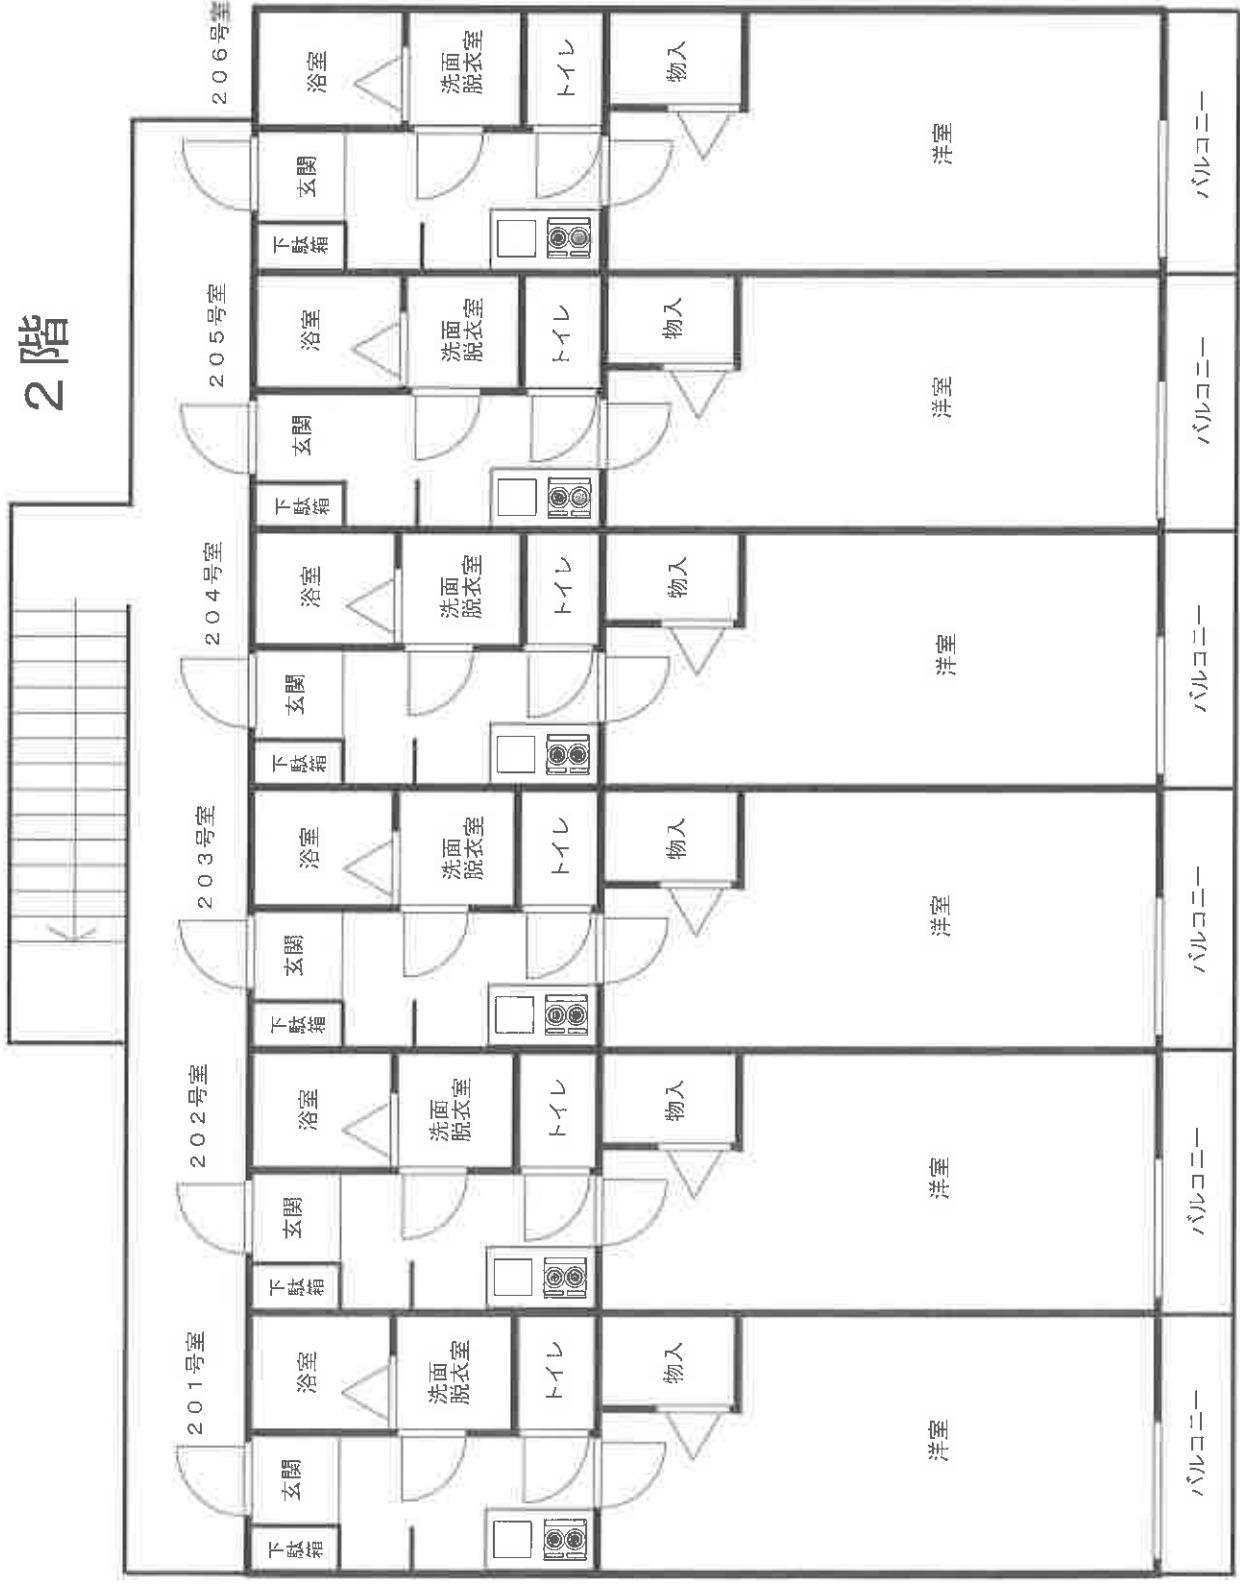 2階
201号室
下
駄
箱
玄関
浴室
洗面
脱衣室
トイレ
物入
洋室
バルコニー
202号室
下
駄
箱
玄関
浴室
洗面
脱衣室
トイレ
物入
洋室
バルコニー
203号室
下
駄
箱
玄関
浴室
洗面
脱衣室
トイレ
物入
洋室
バルコニー
204号室
下
駄
箱
玄関
浴室
洗面
脱衣室
トイレ
物入
洋室
バルコニー
205号室
下
駄
箱
玄関
浴室
洗面
脱衣室
トイレ
物入
洋室
バルコニー
206号室
下
駄
箱
玄関
浴室
洗面
脱衣室
トイレ
物入
洋室
バルコニー